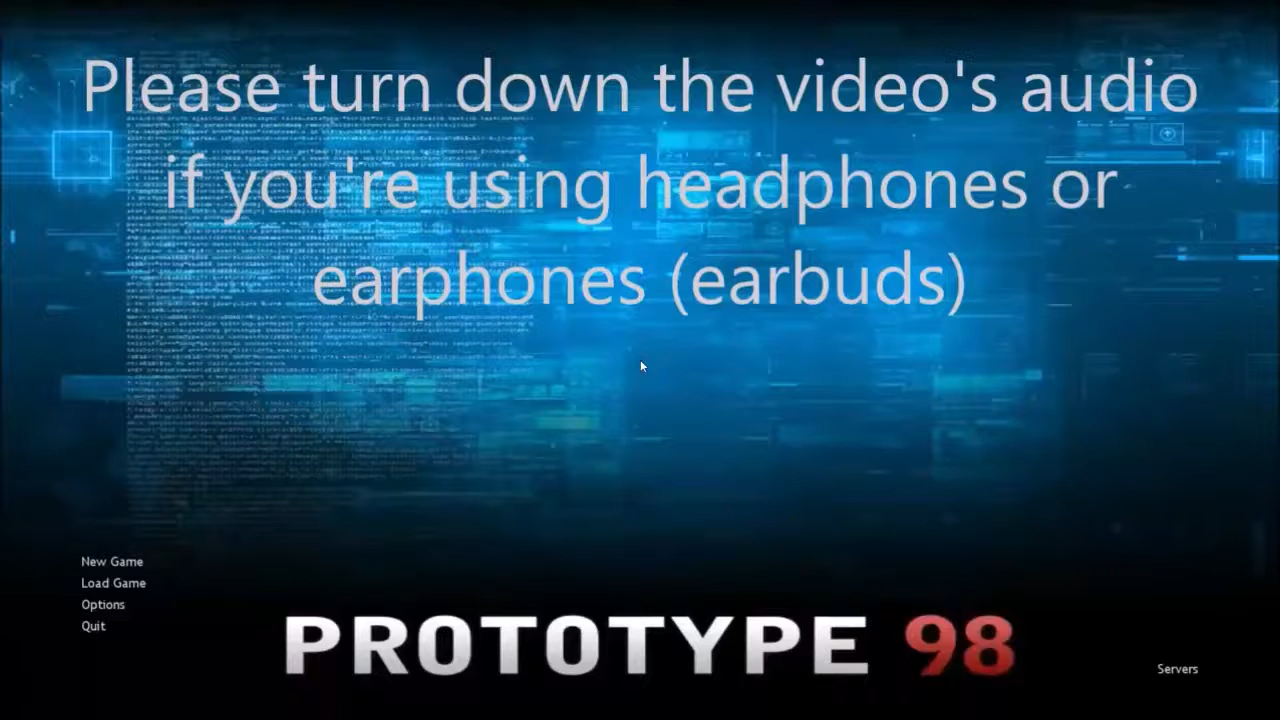 Please turn down the video's audio
if you're using headphones or
earphones (earbuds)
New Game
Load Game
Options
Quit
PROTOTYPE 98
Servers